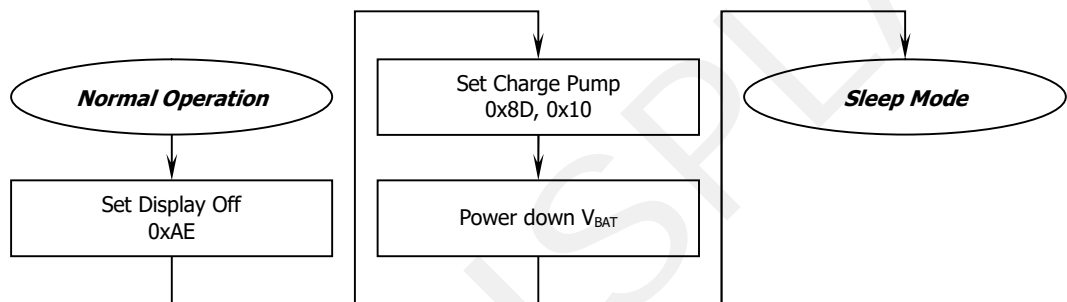 Normal Operation
Set Display Off
0xAE
Set Charge Pump
0x8D, 0x10
Power down VBAT
Sleep Mode